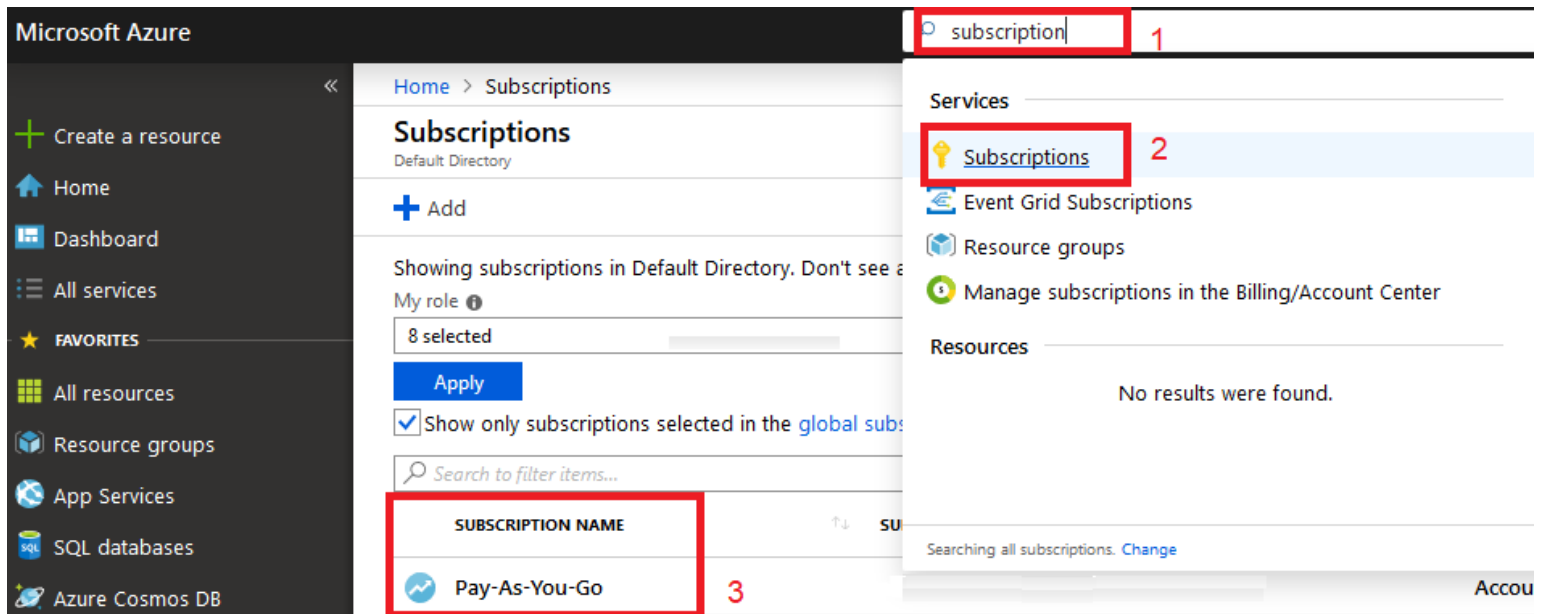 Microsoft Azure
subscription
1
«
Create a resource
Home
Dashboard
All services
FAVORITES
All resources
Resource groups
App Services
SQL databases
Azure Cosmos DB
Home > Subscriptions
Subscriptions
Default Directory
Add
Showing subscriptions in Default Directory. Don't see a
My role
8 selected
Apply
Show only subscriptions selected in the global subs
Search to filter items...
SUBSCRIPTION NAME ↑↓ SU
Pay-As-You-Go
3
Services
Subscriptions
2
Event Grid Subscriptions
Resource groups
Manage subscriptions in the Billing/Account Center
Resources
No results were found.
Searching all subscriptions. Change
Accou